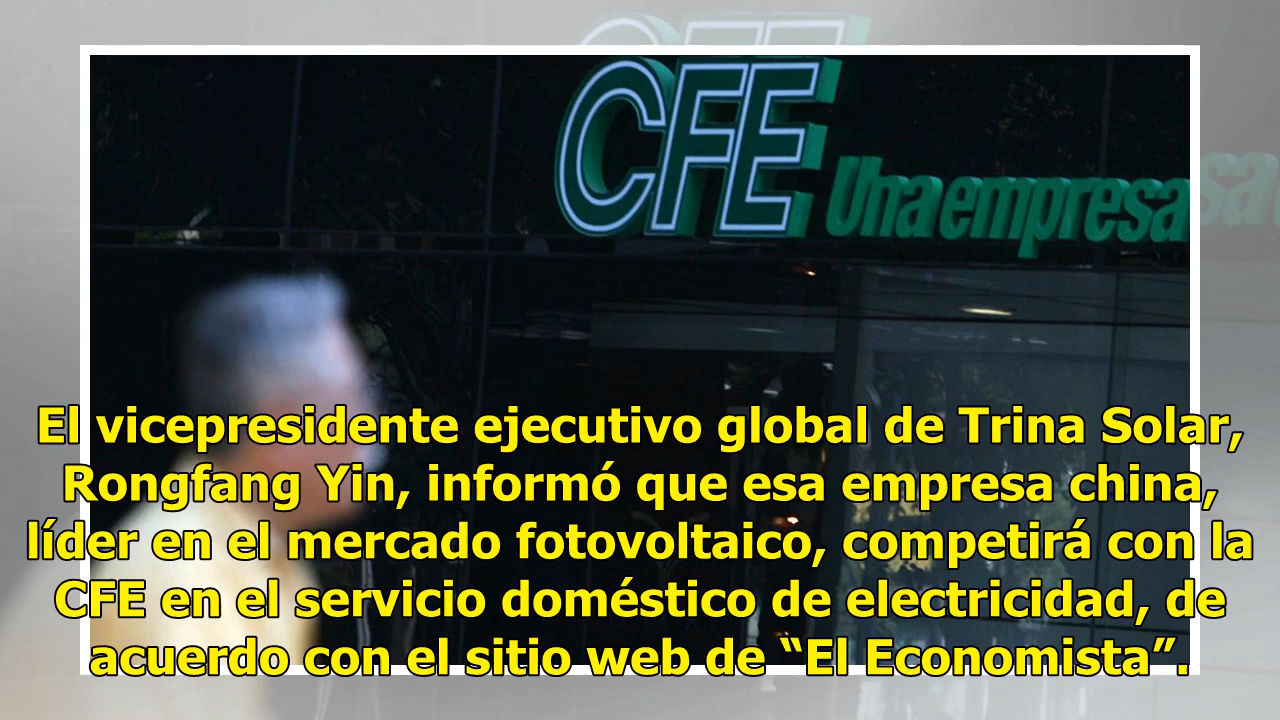 CFE Una empresa
El vicepresidente ejecutivo global de Trina Solar,
Rongfang Yin, informó que esa empresa china,
líder en el mercado fotovoltaico, competirá con la
CFE en el servicio doméstico de electricidad, de
acuerdo con el sitio web de “El Economista”.